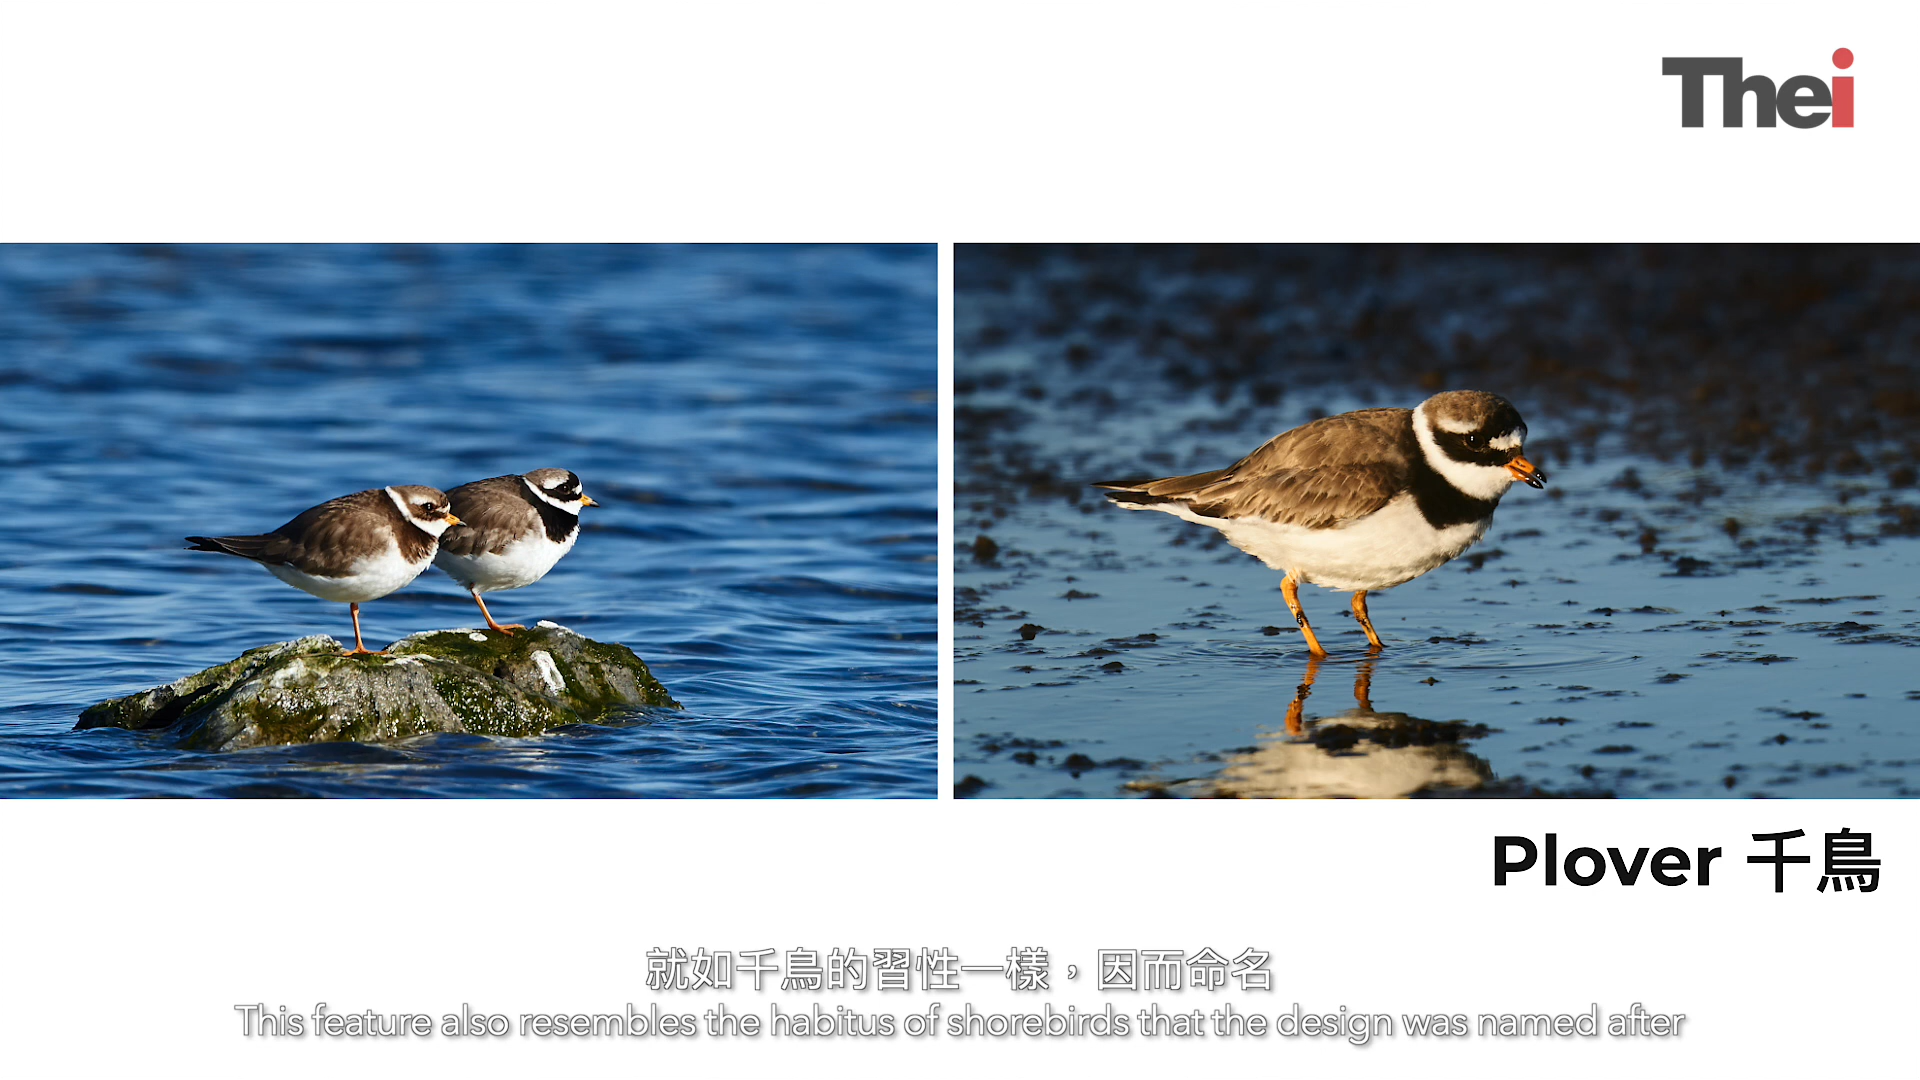 Thei
Plover 千鳥
就如千鳥的習性一樣，因而命名
This feature also resembles the habitus of shorebirds that the design was named after